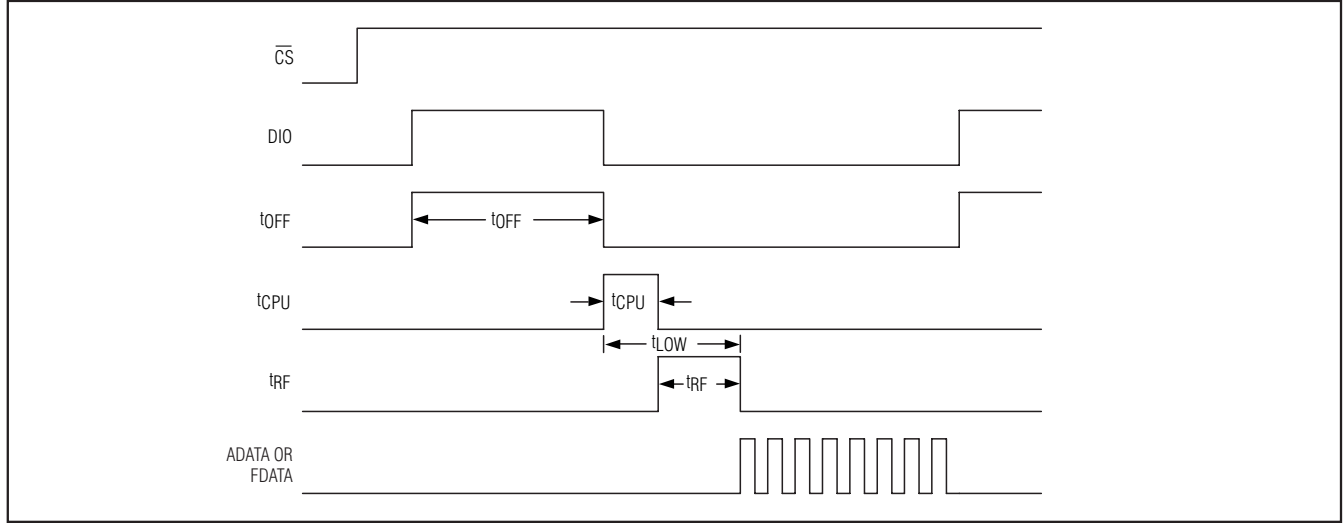 CS
DIO
tOFF
tOFF
tCPU
tCPU
tLOW
tRF
tRF
ADATA OR
FDATA